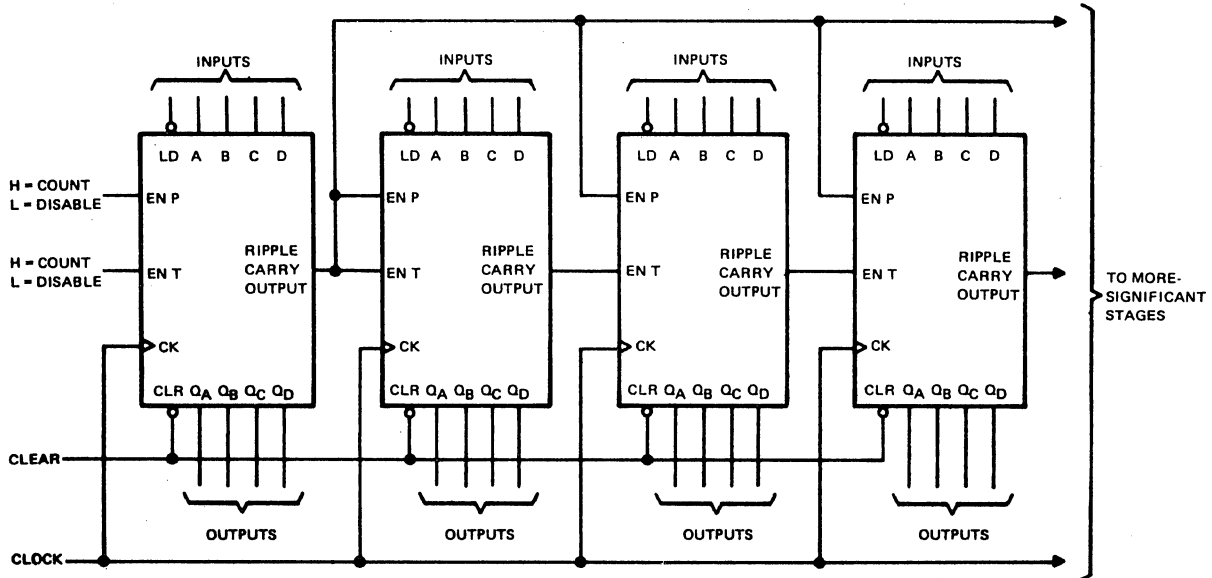 INPUTS INPUTS INPUTS INPUTS
LD A B C D LD A B C D LD A B C D LD A B C D
H = COUNT
L = DISABLE
EN P EN P EN P EN P
RIPPLE CARRY OUTPUT
RIPPLE CARRY OUTPUT
RIPPLE CARRY OUTPUT
RIPPLE CARRY OUTPUT
H = COUNT
L = DISABLE
EN T EN T EN T EN T
TO MORE-
SIGNIFICANT
STAGES
CK CK CK CK
CLR QA QB QC QD CLR QA QB QC QD CLR QA QB QC QD CLR QA QB QC QD
CLEAR
OUTPUTS OUTPUTS OUTPUTS OUTPUTS
CLOCK